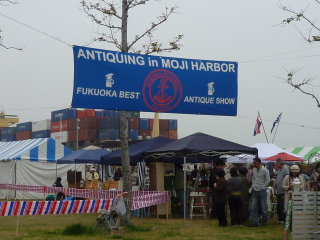 ANTIQUING in MOJI HARBOR
FUKUOKA BEST
ANTIQUE SHOW